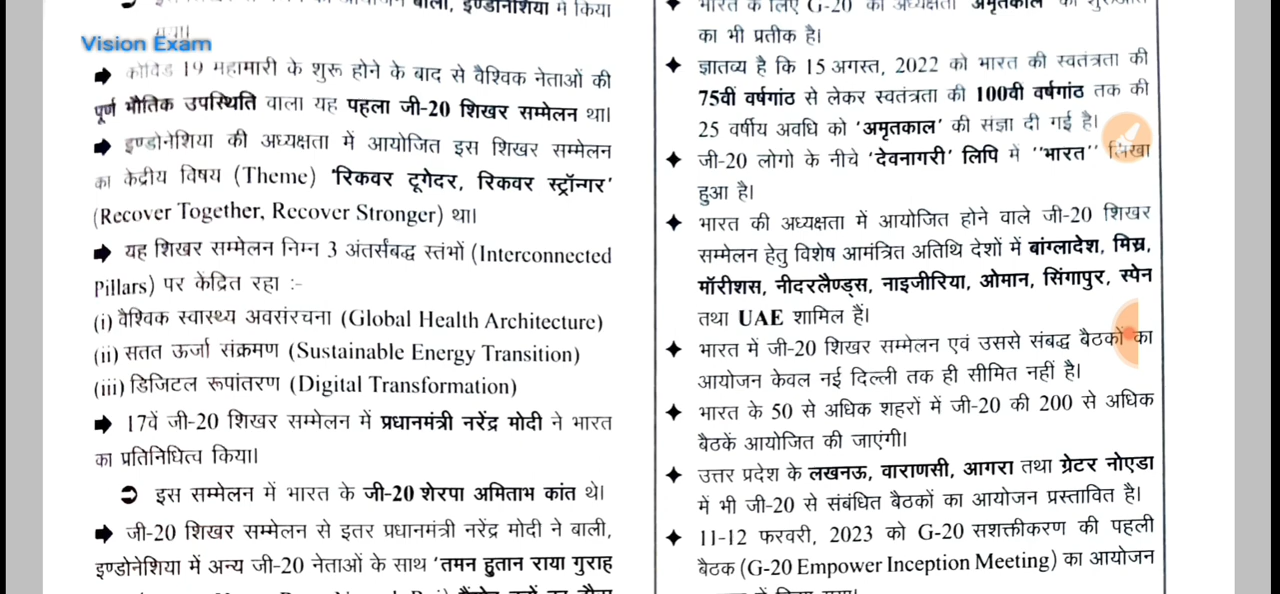 बाली, इण्डोनेशिया में किया
Vision Exam
➡ कोविड 19 महामारी के शुरू होने के बाद से वैश्विक नेताओं की
पूर्ण भौतिक उपस्थिति वाला यह पहला जी-20 शिखर सम्मेलन था।
➡ इण्डोनेशिया की अध्यक्षता में आयोजित इस शिखर सम्मेलन
का केंद्रीय विषय (Theme) 'रिकवर टूगेदर, रिकवर स्ट्रॉन्गर'
(Recover Together, Recover Stronger) था।
➡ यह शिखर सम्मेलन निम्न 3 अंतर्संबद्ध स्तंभों (Interconnected
Pillars) पर केंद्रित रहा :-
(i) वैश्विक स्वास्थ्य अवसंरचना (Global Health Architecture)
(ii) सतत ऊर्जा संक्रमण (Sustainable Energy Transition)
(iii) डिजिटल रूपांतरण (Digital Transformation)
➡ 17वें जी-20 शिखर सम्मेलन में प्रधानमंत्री नरेंद्र मोदी ने भारत
का प्रतिनिधित्व किया।
➲ इस सम्मेलन में भारत के जी-20 शेरपा अमिताभ कांत थे।
➡ जी-20 शिखर सम्मेलन से इतर प्रधानमंत्री नरेंद्र मोदी ने बाली,
इण्डोनेशिया में अन्य जी-20 नेताओं के साथ 'तमन हुतान राया गुराह
✦ भारत के लिए G-20 की अध्यक्षता 'अमृतकाल' की शुरुआत
का भी प्रतीक है।
✦ ज्ञातव्य है कि 15 अगस्त, 2022 को भारत की स्वतंत्रता की
75वीं वर्षगांठ से लेकर स्वतंत्रता की 100वी वर्षगांठ तक की
25 वर्षीय अवधि को 'अमृतकाल' की संज्ञा दी गई है।
✦ जी-20 लोगो के नीचे 'देवनागरी' लिपि में ''भारत'' लिखा
हुआ है।
✦ भारत की अध्यक्षता में आयोजित होने वाले जी-20 शिखर
सम्मेलन हेतु विशेष आमंत्रित अतिथि देशों में बांग्लादेश, मिस्र,
मॉरीशस, नीदरलैण्ड्स, नाइजीरिया, ओमान, सिंगापुर, स्पेन
तथा UAE शामिल हैं।
✦ भारत में जी-20 शिखर सम्मेलन एवं उससे संबद्ध बैठकों का
आयोजन केवल नई दिल्ली तक ही सीमित नहीं है।
✦ भारत के 50 से अधिक शहरों में जी-20 की 200 से अधिक
बैठकें आयोजित की जाएंगी।
✦ उत्तर प्रदेश के लखनऊ, वाराणसी, आगरा तथा ग्रेटर नोएडा
में भी जी-20 से संबंधित बैठकों का आयोजन प्रस्तावित है।
✦ 11-12 फरवरी, 2023 को G-20 सशक्तीकरण की पहली
बैठक (G-20 Empower Inception Meeting) का आयोजन